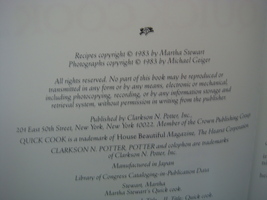 Recipes copyright © 1983 by Martha Stewart
Photographs copyright © 1983 by Michael Geiger
All rights reserved. No part of this book may be reproduced or
transmitted in any form or by any means, electronic or mechanical,
including photocopying, recording, or by any information storage and
retrieval system, without permission in writing from the publisher.
Published by Clarkson N. Potter, Inc.,
East 50th Street, New York, New York 10022, Member of the Crown Publishing Group
QUICK COOK is a trademark of House Beautiful Magazine, The Hearst Corporation
CLARKSON N. POTTER, POTTER and colophon are trademarks
of Clarkson N. Potter, Inc.
Manufactured in Japan
Library of Congress Cataloging-in-Publication Data
Stewart, Martha
Martha Stewart's Quick cook.